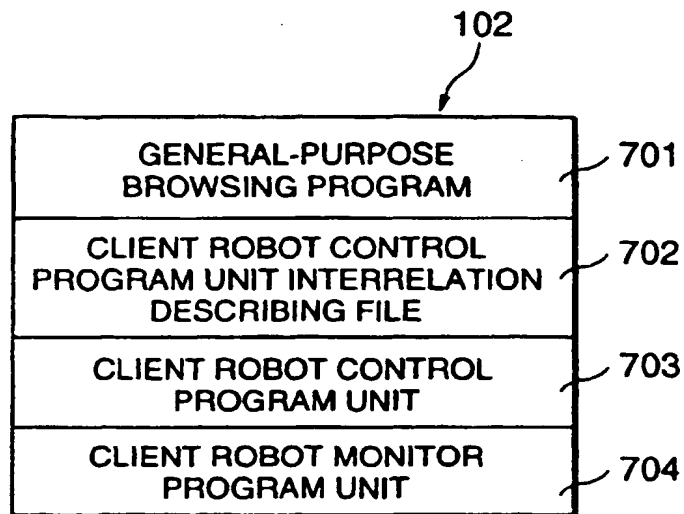 102
GENERAL-PURPOSE
BROWSING PROGRAM
701
CLIENT ROBOT CONTROL
PROGRAM UNIT INTERRELATION
DESCRIBING FILE
702
CLIENT ROBOT CONTROL
PROGRAM UNIT
703
CLIENT ROBOT MONITOR
PROGRAM UNIT
704